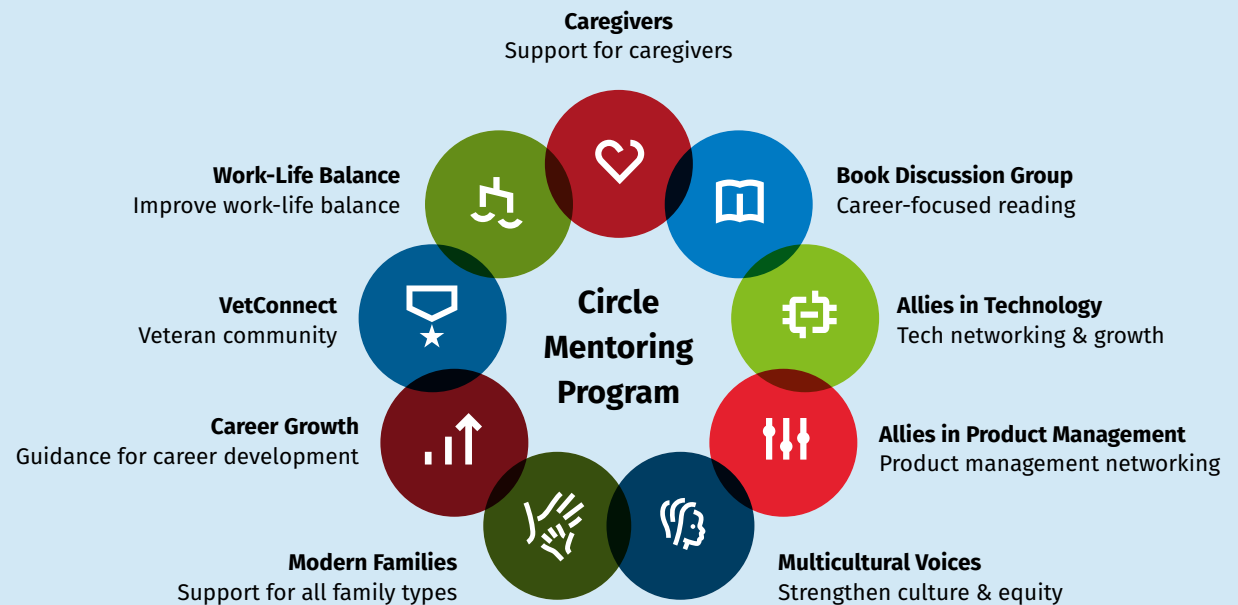 Caregivers
Support for caregivers
Work-Life Balance
Improve work-life balance
Book Discussion Group
Career-focused reading
VetConnect
Veteran community
Circle
Mentoring
Program
Allies in Technology
Tech networking & growth
Career Growth
Guidance for career development
Allies in Product Management
Product management networking
Modern Families
Support for all family types
Multicultural Voices
Strengthen culture & equity